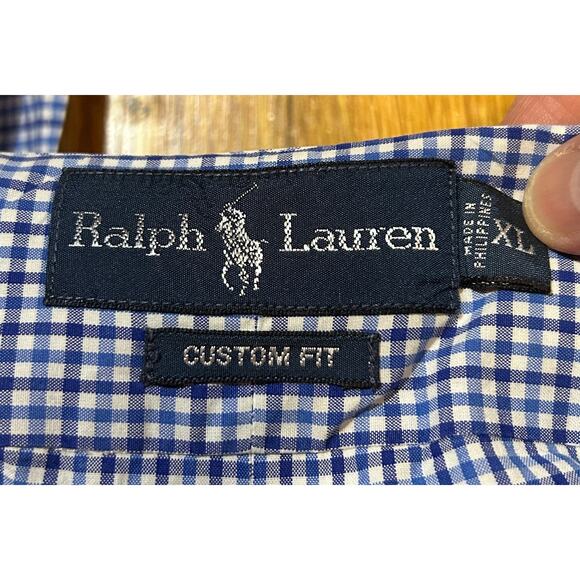 Ralph Lauren
MADE IN
PHILIPPINES
XL
CUSTOM FIT